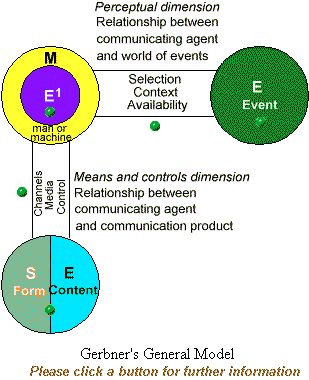 Perceptual dimension
Relationship between
communicating agent
and world of events
M
E¹
man or
machine
Selection
Context
Availability
E
Event
Channels
Media
Control
Means and controls dimension
Relationship between
communicating agent
and communication product
S E
Form Content
Gerbner's General Model
Please click a button for further information